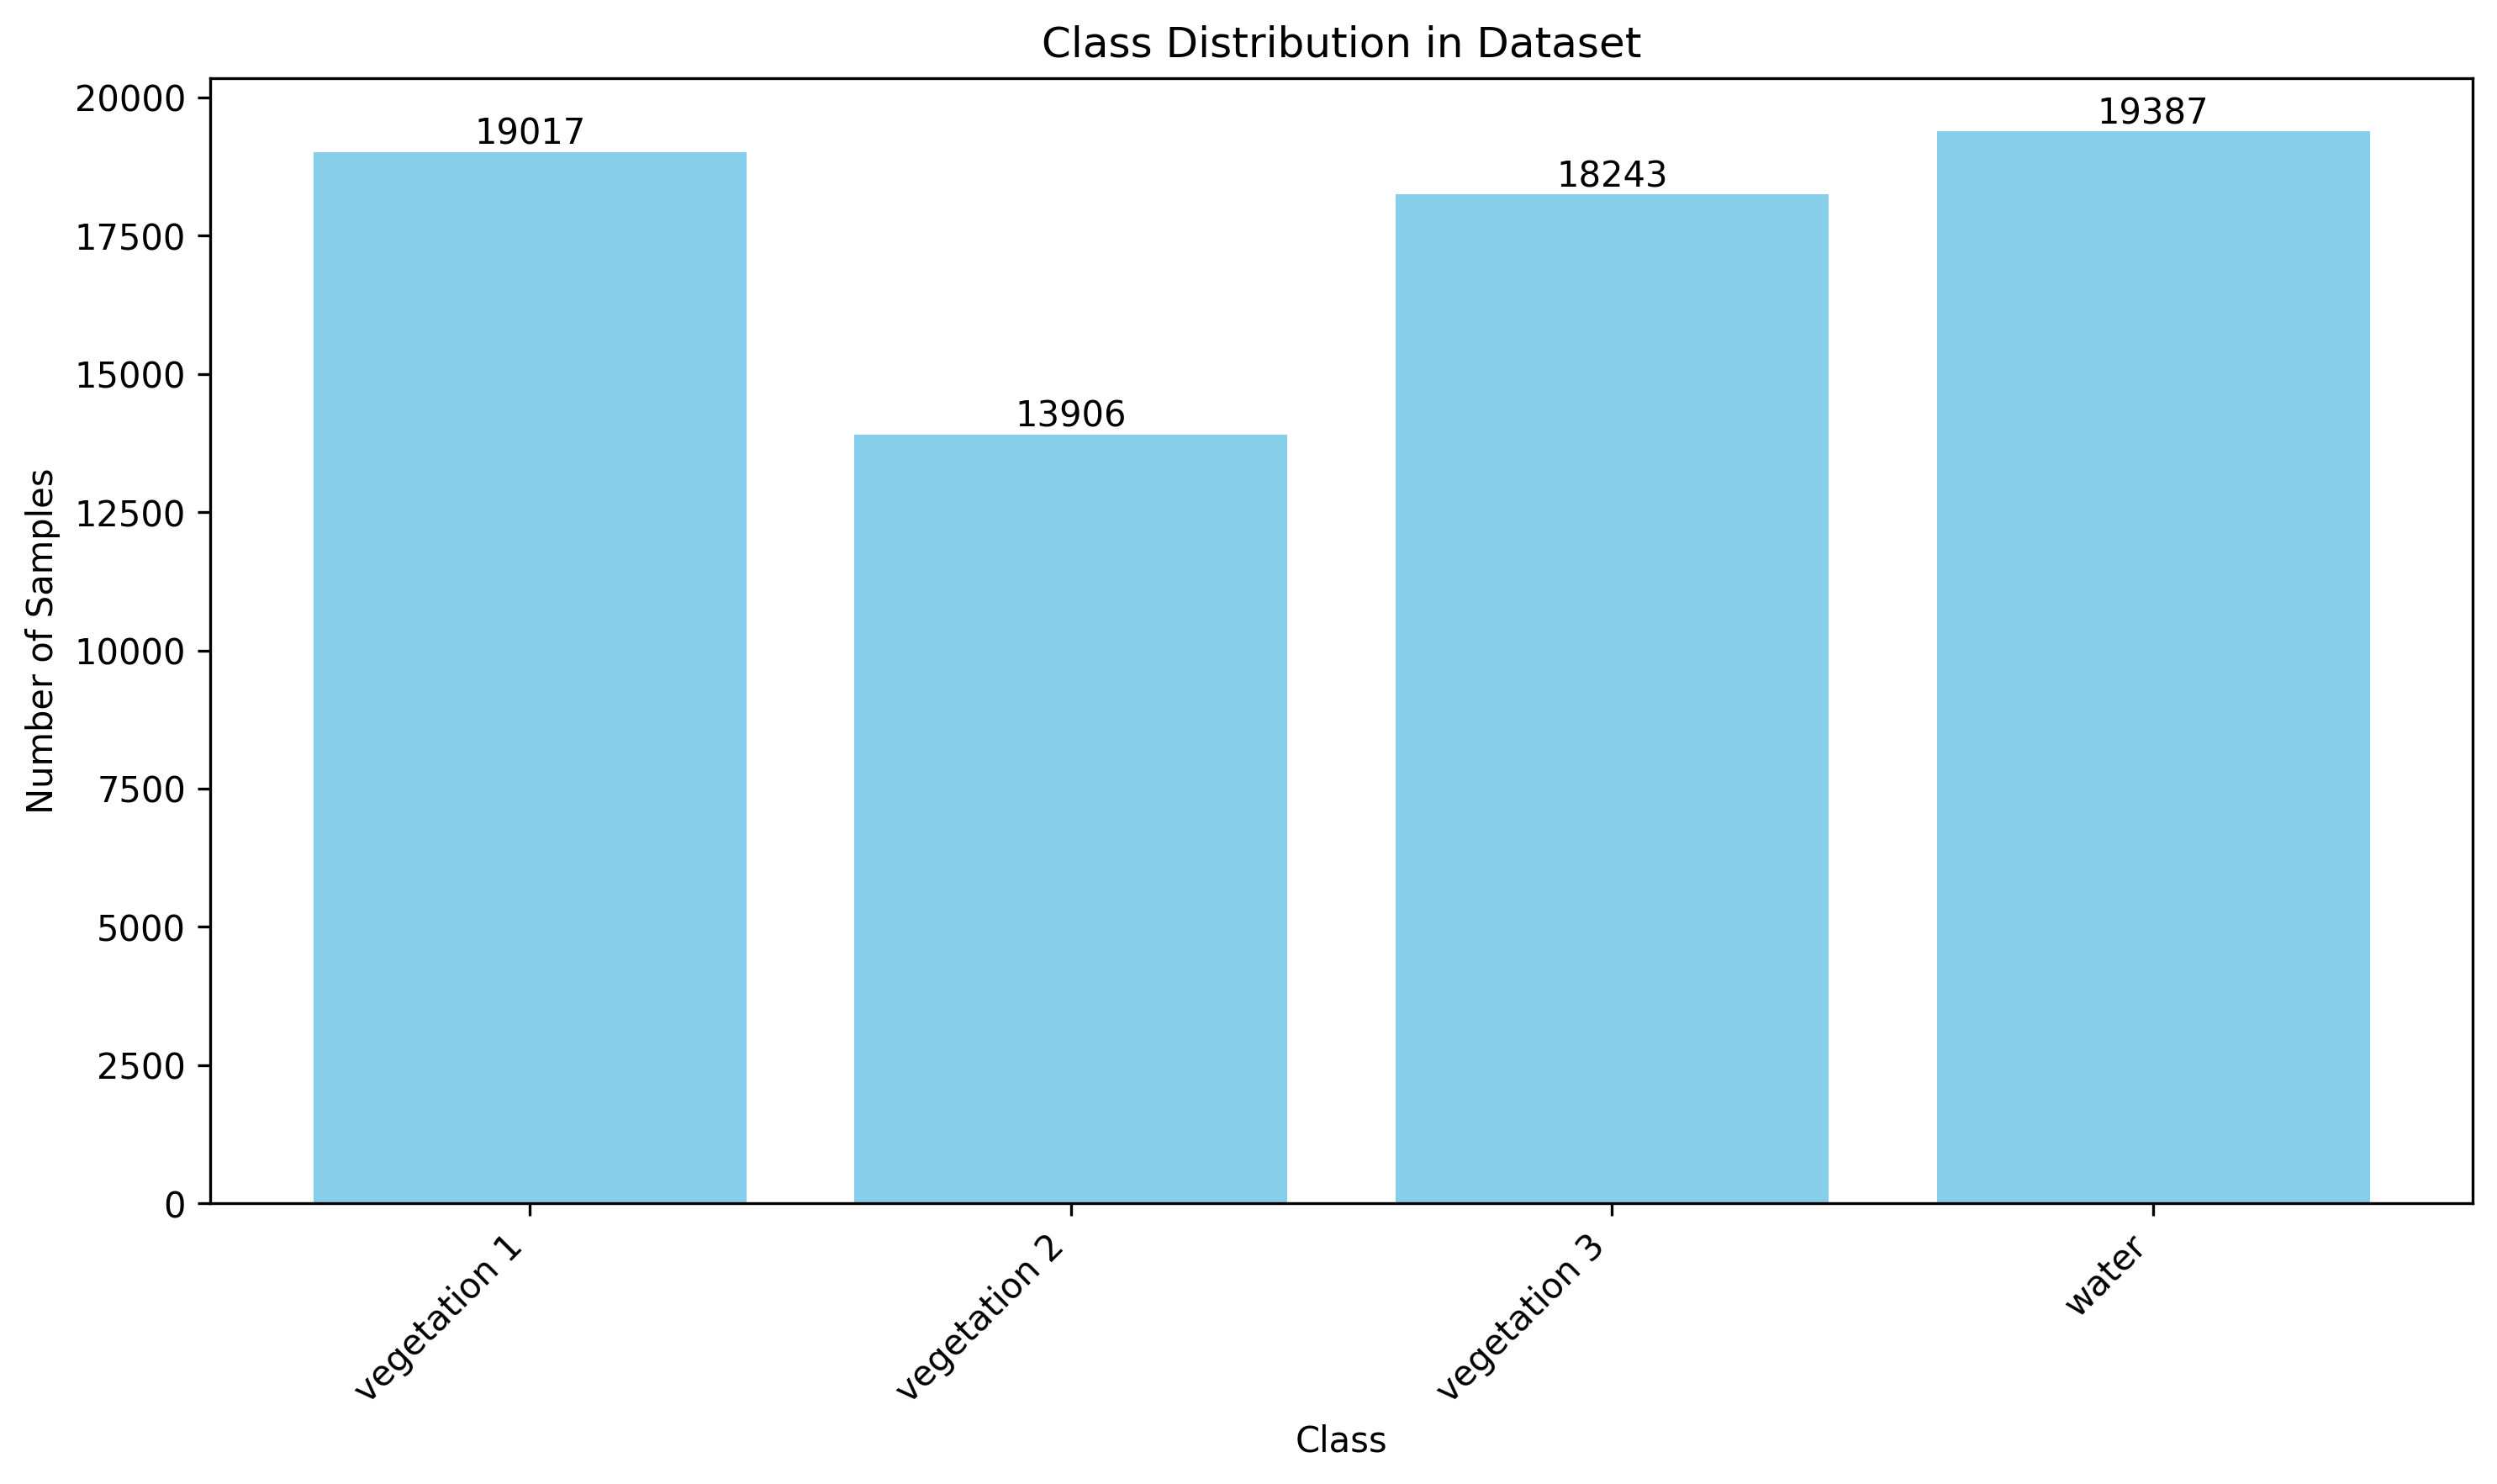 Class Distribution in Dataset
Number of Samples
20000
17500
15000
12500
10000
7500
5000
2500
0
19017
13906
18243
19387
vegetation 1
vegetation 2
vegetation 3
water
Class